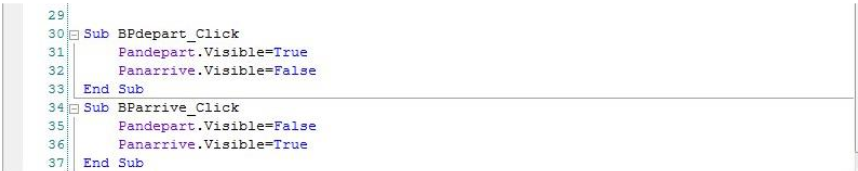 29
30 Sub BPdepart_Click
31 Pandepart.Visible=True
32 Panarrive.Visible=False
33 End Sub
34 Sub BParrive_Click
35 Pandepart.Visible=False
36 Panarrive.Visible=True
37 End Sub